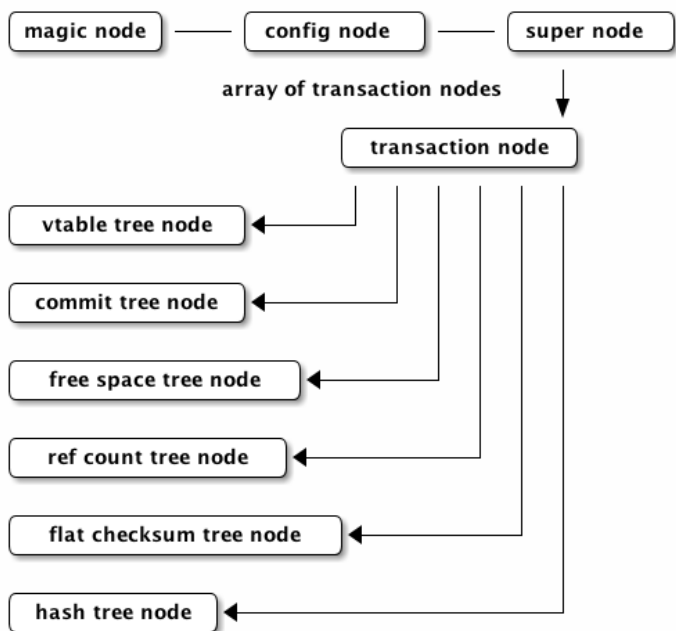 magic node config node super node
array of transaction nodes
transaction node
vtable tree node
commit tree node
free space tree node
ref count tree node
flat checksum tree node
hash tree node